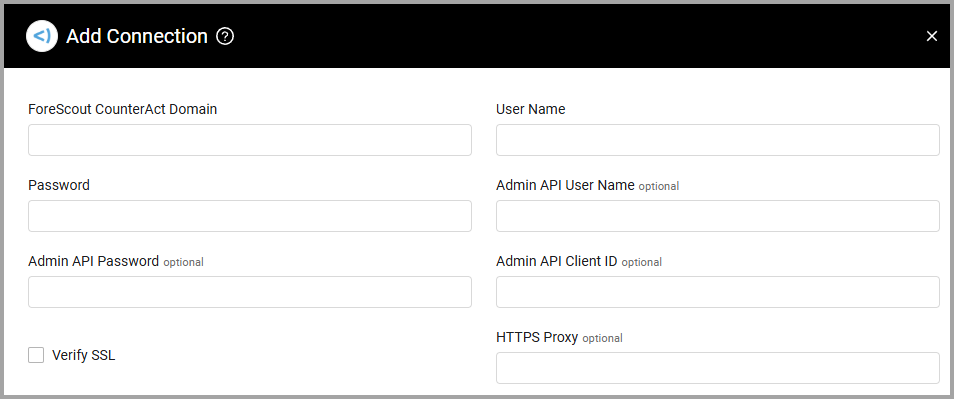 Add Connection ?
ForeScout CounterAct Domain
User Name
Password
Admin API User Name optional
Admin API Password optional
Admin API Client ID optional
Verify SSL
HTTPS Proxy optional